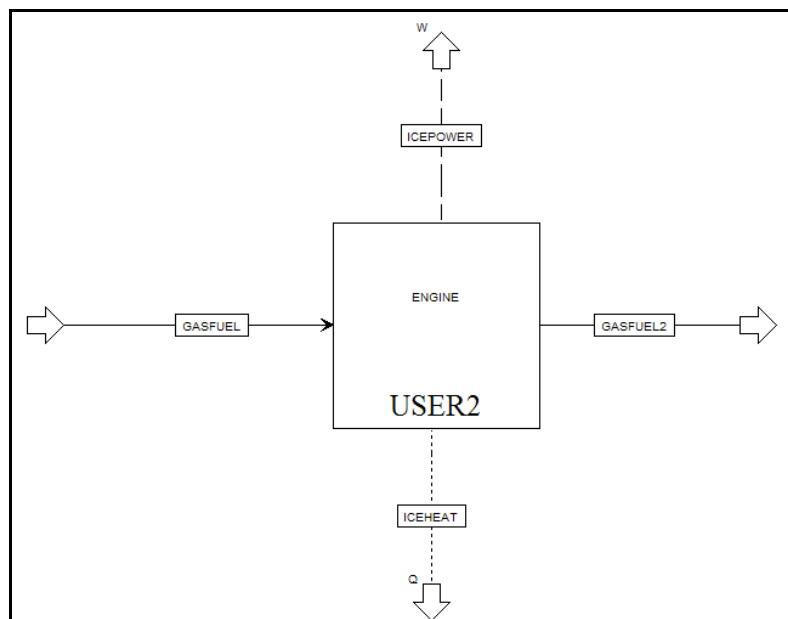 W
ICEPOWER
ENGINE
GASFUEL
GASFUEL2
USER2
ICEHEAT
Q